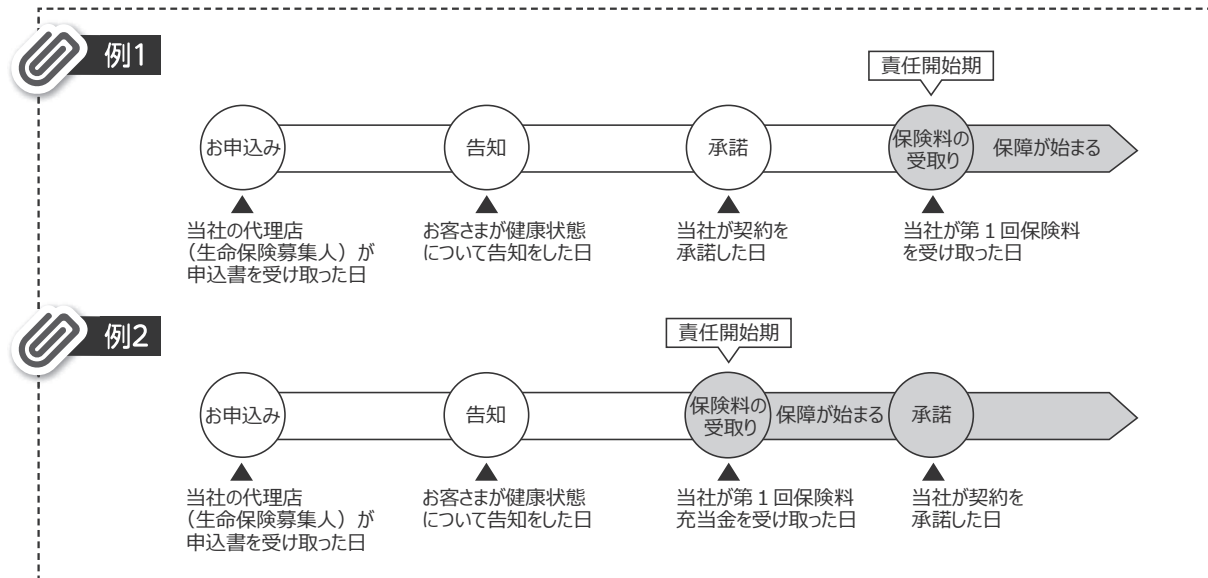 例1
責任開始期
お申込み
告知
承諾
保険料の
受取り
保障が始まる
当社の代理店
（生命保険募集人）が
申込書を受け取った日
お客さまが健康状態
について告知をした日
当社が契約を
承諾した日
当社が第１回保険料
を受け取った日
例2
責任開始期
お申込み
告知
保険料の
受取り
保障が始まる
承諾
当社の代理店
（生命保険募集人）が
申込書を受け取った日
お客さまが健康状態
について告知をした日
当社が第１回保険料
充当金を受け取った日
当社が契約を
承諾した日